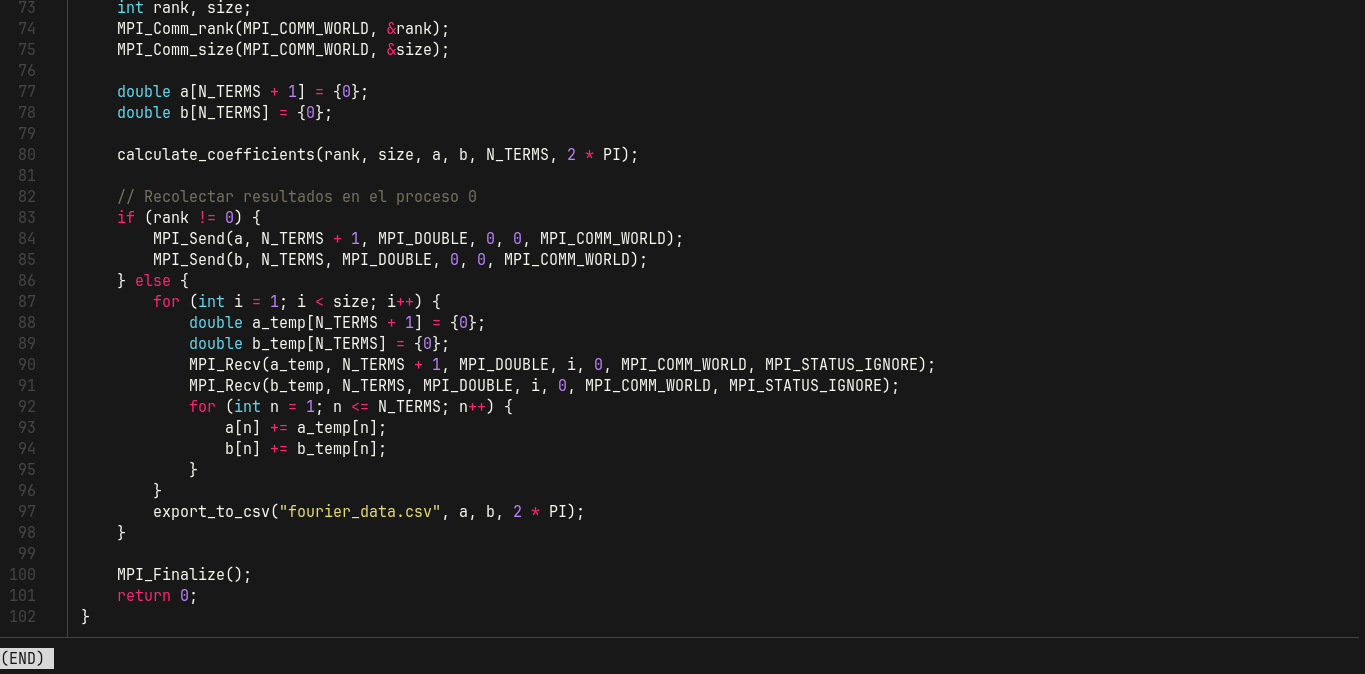 73 int rank, size;
74 MPI_Comm_rank(MPI_COMM_WORLD, &rank);
75 MPI_Comm_size(MPI_COMM_WORLD, &size);
76
77 double a[N_TERMS + 1] = {0};
78 double b[N_TERMS] = {0};
79
80 calculate_coefficients(rank, size, a, b, N_TERMS, 2 * PI);
81
82 // Recolectar resultados en el proceso 0
83 if (rank != 0) {
84 MPI_Send(a, N_TERMS + 1, MPI_DOUBLE, 0, 0, MPI_COMM_WORLD);
85 MPI_Send(b, N_TERMS, MPI_DOUBLE, 0, 0, MPI_COMM_WORLD);
86 } else {
87 for (int i = 1; i < size; i++) {
88 double a_temp[N_TERMS + 1] = {0};
89 double b_temp[N_TERMS] = {0};
90 MPI_Recv(a_temp, N_TERMS + 1, MPI_DOUBLE, i, 0, MPI_COMM_WORLD, MPI_STATUS_IGNORE);
91 MPI_Recv(b_temp, N_TERMS, MPI_DOUBLE, i, 0, MPI_COMM_WORLD, MPI_STATUS_IGNORE);
92 for (int n = 1; n <= N_TERMS; n++) {
93 a[n] += a_temp[n];
94 b[n] += b_temp[n];
95 }
96 }
97 export_to_csv("fourier_data.csv", a, b, 2 * PI);
98 }
99
100 MPI_Finalize();
101 return 0;
102 }
(END)